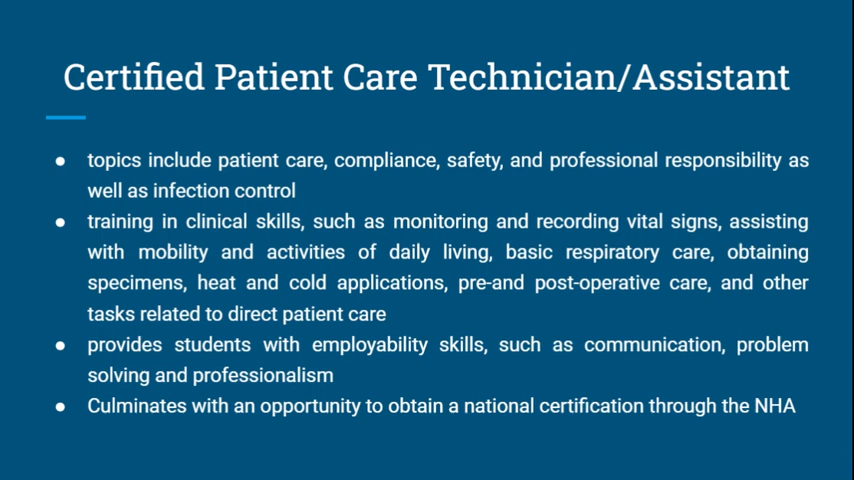 Certified Patient Care Technician/Assistant
● topics include patient care, compliance, safety, and professional responsibility as
well as infection control
● training in clinical skills, such as monitoring and recording vital signs, assisting
with mobility and activities of daily living, basic respiratory care, obtaining
specimens, heat and cold applications, pre-and post-operative care, and other
tasks related to direct patient care
● provides students with employability skills, such as communication, problem
solving and professionalism
● Culminates with an opportunity to obtain a national certification through the NHA